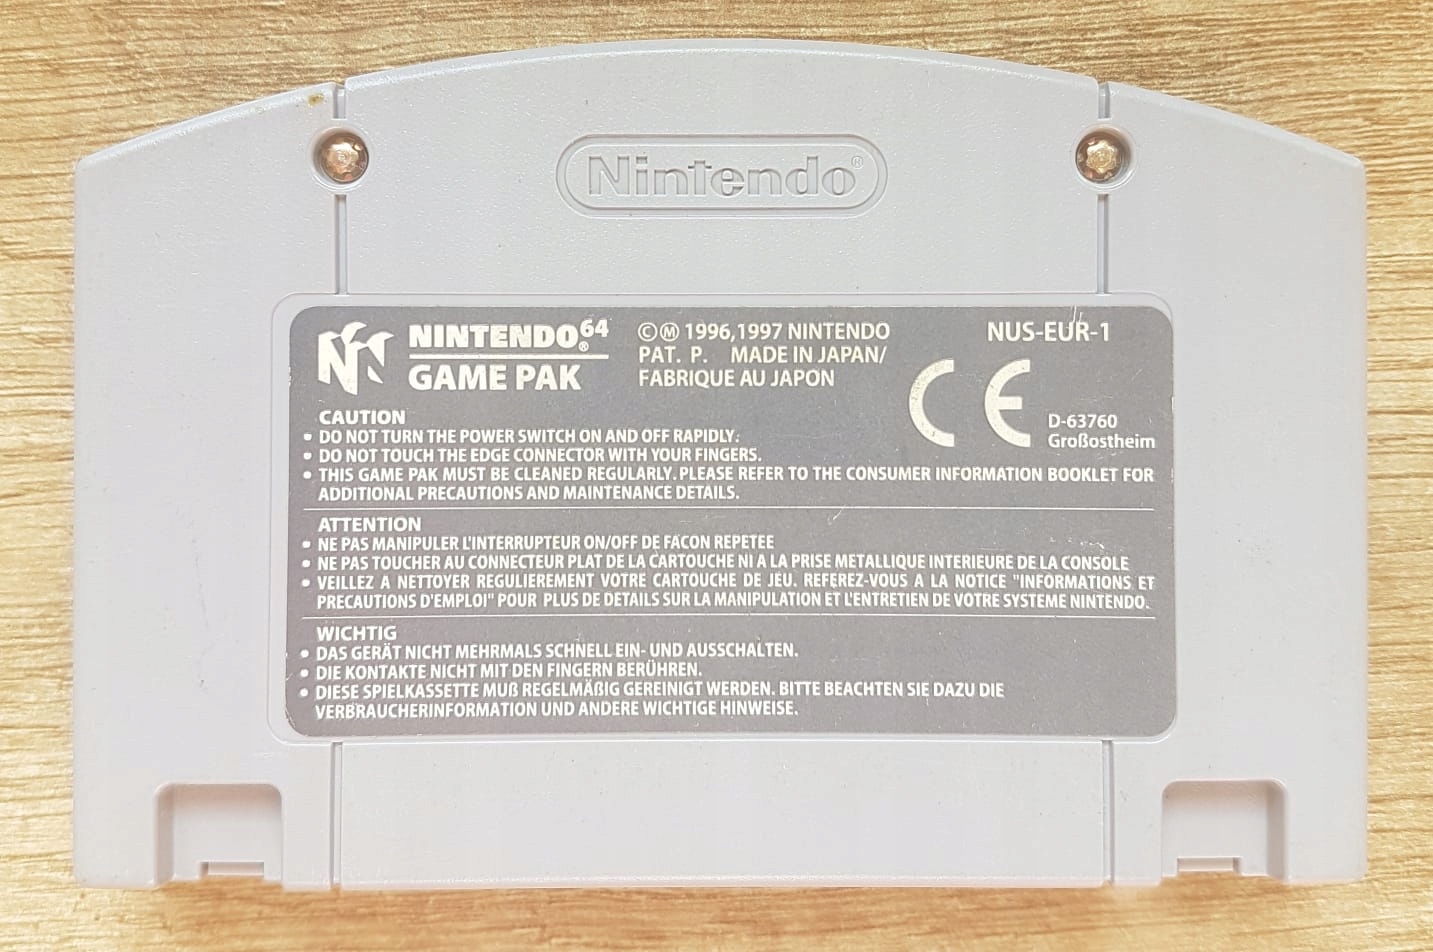 Nintendo®
NINTENDO®64
GAME PAK
©Ⓜ 1996,1997 NINTENDO
PAT. P. MADE IN JAPAN/
FABRIQUE AU JAPON
NUS-EUR-1
CE
D-63760
Großostheim
CAUTION
• DO NOT TURN THE POWER SWITCH ON AND OFF RAPIDLY.
• DO NOT TOUCH THE EDGE CONNECTOR WITH YOUR FINGERS.
• THIS GAME PAK MUST BE CLEANED REGULARLY. PLEASE REFER TO THE CONSUMER INFORMATION BOOKLET FOR
ADDITIONAL PRECAUTIONS AND MAINTENANCE DETAILS.
ATTENTION
• NE PAS MANIPULER L'INTERRUPTEUR ON/OFF DE FACON REPETEE
• NE PAS TOUCHER AU CONNECTEUR PLAT DE LA CARTOUCHE NI A LA PRISE METALLIQUE INTERIEURE DE LA CONSOLE
• VEILLEZ A NETTOYER REGULIEREMENT VOTRE CARTOUCHE DE JEU. REFEREZ-VOUS A LA NOTICE "INFORMATIONS ET
PRECAUTIONS D'EMPLOI" POUR PLUS DE DETAILS SUR LA MANIPULATION ET L'ENTRETIEN DE VOTRE SYSTEME NINTENDO.
WICHTIG
• DAS GERÄT NICHT MEHRMALS SCHNELL EIN- UND AUSSCHALTEN.
• DIE KONTAKTE NICHT MIT DEN FINGERN BERÜHREN.
• DIESE SPIELKASSETTE MUß REGELMÄßIG GEREINIGT WERDEN. BITTE BEACHTEN SIE DAZU DIE
VERBRAUCHERINFORMATION UND ANDERE WICHTIGE HINWEISE.